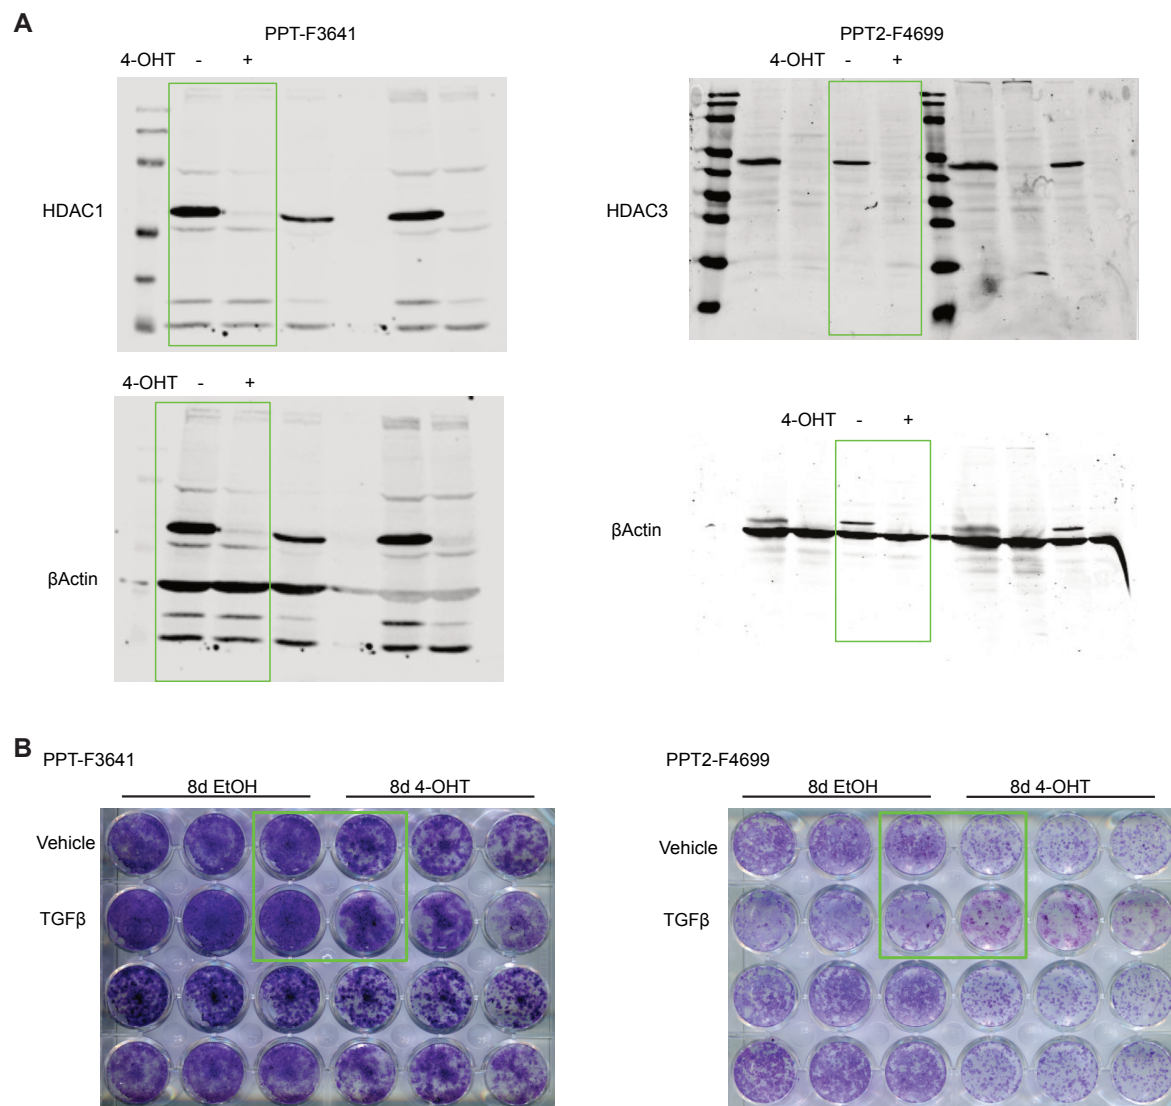 A
PPT-F3641
4-OHT - +
HDAC1
4-OHT - +
βActin
PPT2-F4699
4-OHT - +
HDAC3
4-OHT - +
βActin
B
PPT-F3641
8d EtOH 8d 4-OHT
Vehicle
TGFβ
PPT2-F4699
8d EtOH 8d 4-OHT
Vehicle
TGFβ